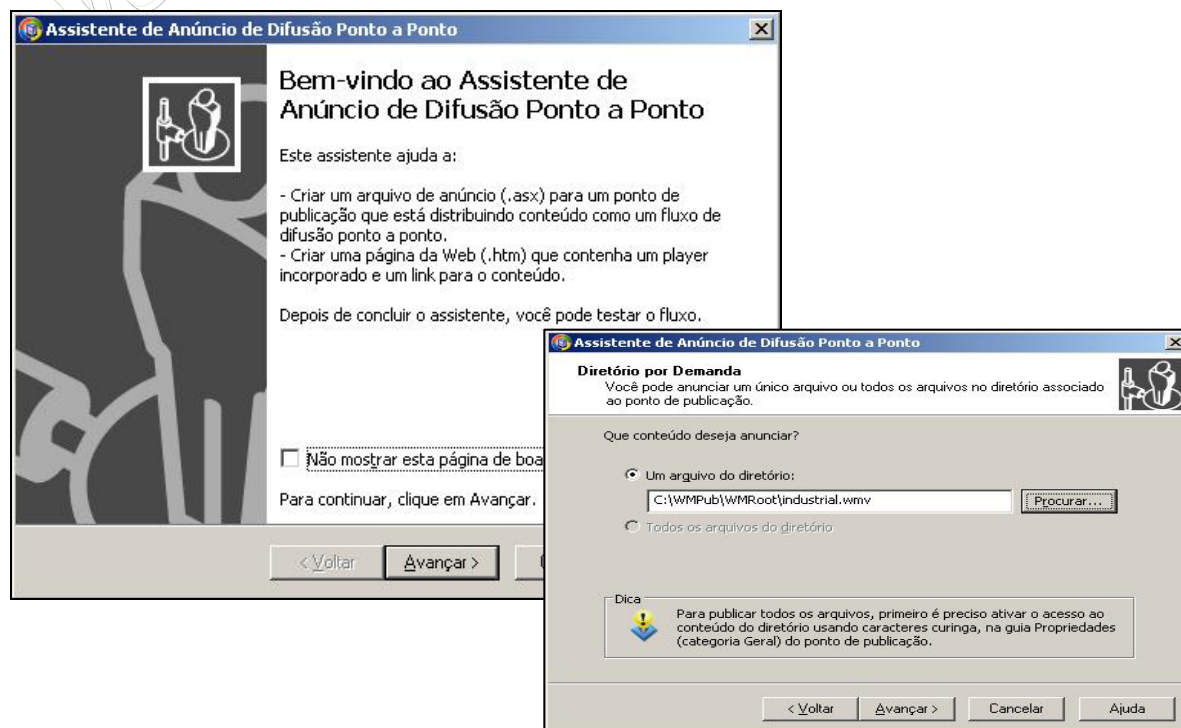 Assistente de Anúncio de Difusão Ponto a Ponto
Bem-vindo ao Assistente de
Anúncio de Difusão Ponto a Ponto
Este assistente ajuda a:
- Criar um arquivo de anúncio (.asx) para um ponto de
publicação que está distribuindo conteúdo como um fluxo de
difusão ponto a ponto.
- Criar uma página da Web (.htm) que contenha um player
incorporado e um link para o conteúdo.
Depois de concluir o assistente, você pode testar o fluxo.
Não mostrar esta página de boa
Para continuar, clique em Avançar.
< Voltar Avançar >
Assistente de Anúncio de Difusão Ponto a Ponto
Diretório por Demanda
Você pode anunciar um único arquivo ou todos os arquivos no diretório associado
ao ponto de publicação.
Que conteúdo deseja anunciar?
Um arquivo do diretório:
C:\WMPub\WMRoot\industrial.wmv Procurar...
Todos os arquivos do diretório
Dica
Para publicar todos os arquivos, primeiro é preciso ativar o acesso ao
conteúdo do diretório usando caracteres curinga, na guia Propriedades
(categoria Geral) do ponto de publicação.
< Voltar Avançar > Cancelar Ajuda